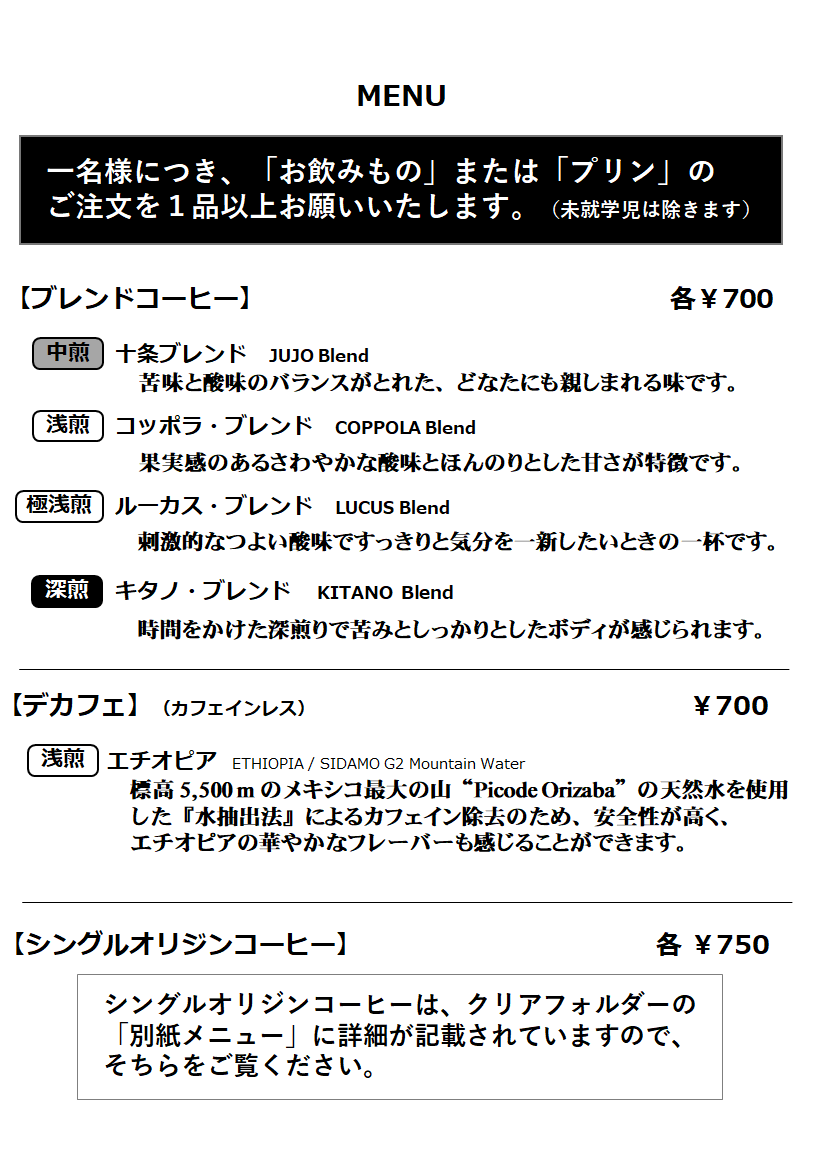 MENU
一名様につき、「お飲みもの」または「プリン」の
ご注文を１品以上お願いいたします。（未就学児は除きます）
【ブレンドコーヒー】 各￥700
中煎 十条ブレンド JUJO Blend
苦味と酸味のバランスがとれた、どなたにも親しまれる味です。
浅煎 コッポラ・ブレンド COPPOLA Blend
果実感のあるさわやかな酸味とほんのりとした甘さが特徴です。
極浅煎 ルーカス・ブレンド LUCUS Blend
刺激的なつよい酸味ですっきりと気分を一新したいときの一杯です。
深煎 キタノ・ブレンド KITANO Blend
時間をかけた深煎りで苦みとしっかりとしたボディが感じられます。
【デカフェ】（カフェインレス） ￥700
浅煎 エチオピア ETHIOPIA / SIDAMO G2 Mountain Water
標高 5,500 m のメキシコ最大の山“Picode Orizaba”の天然水を使用
した『水抽出法』によるカフェイン除去のため、安全性が高く、
エチオピアの華やかなフレーバーも感じることができます。
【シングルオリジンコーヒー】 各 ￥750
シングルオリジンコーヒーは、クリアフォルダーの
「別紙メニュー」に詳細が記載されていますので、
そちらをご覧ください。